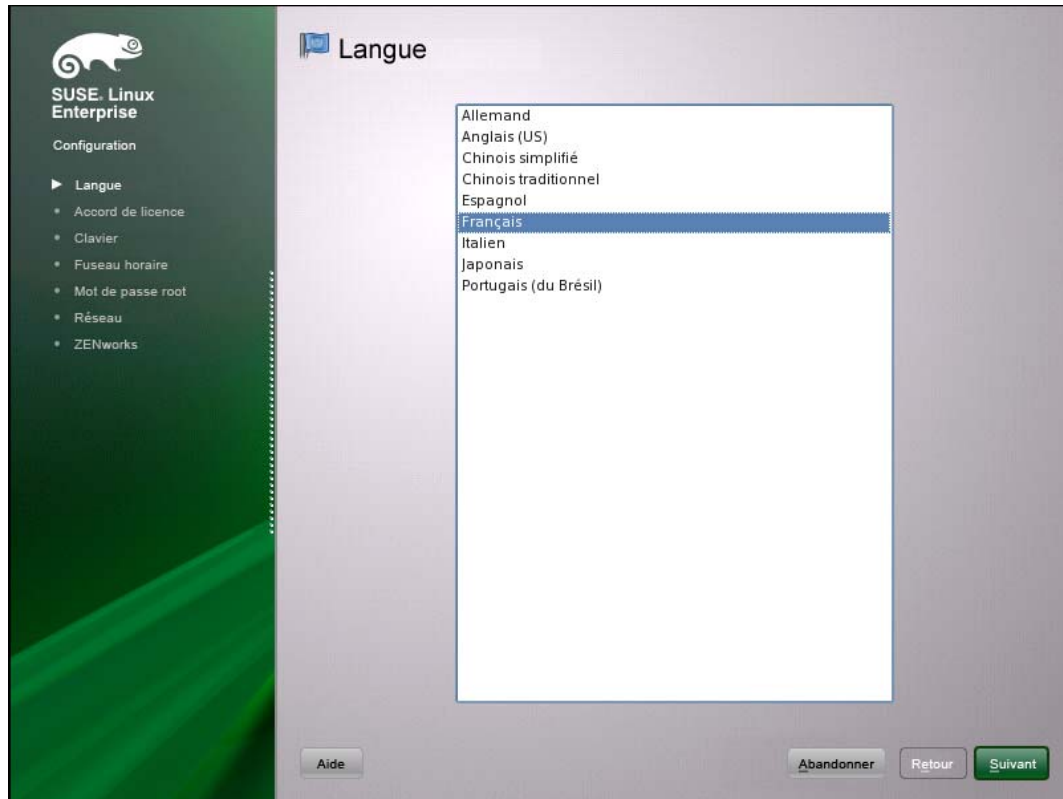 SUSE. Linux
Enterprise
Configuration
Langue
Accord de licence
Clavier
Fuseau horaire
Mot de passe root
Réseau
ZENworks
Langue
Allemand
Anglais (US)
Chinois simplifié
Chinois traditionnel
Espagnol
Français
Italien
Japonais
Portugais (du Brésil)
Aide
Abandonner
Retour
Suivant